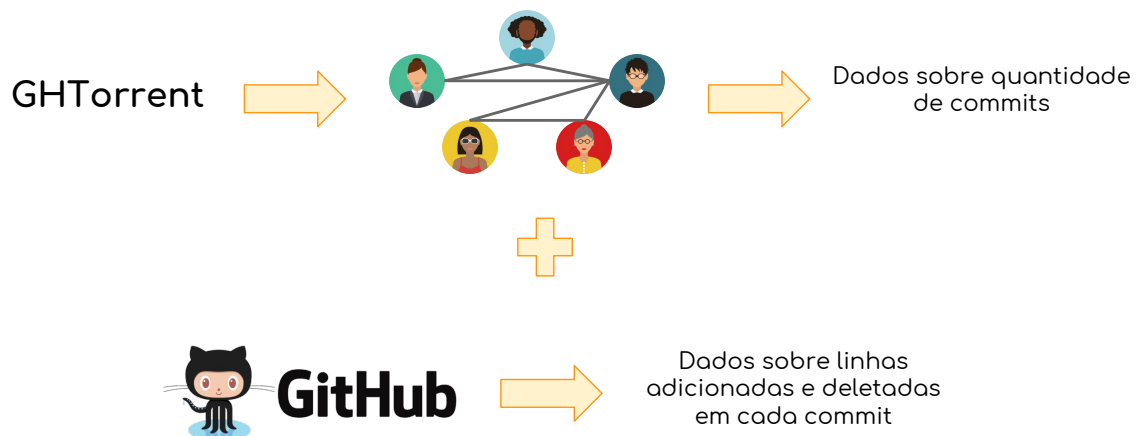 GHTorrent
Dados sobre quantidade
de commits
GitHub
Dados sobre linhas
adicionadas e deletadas
em cada commit